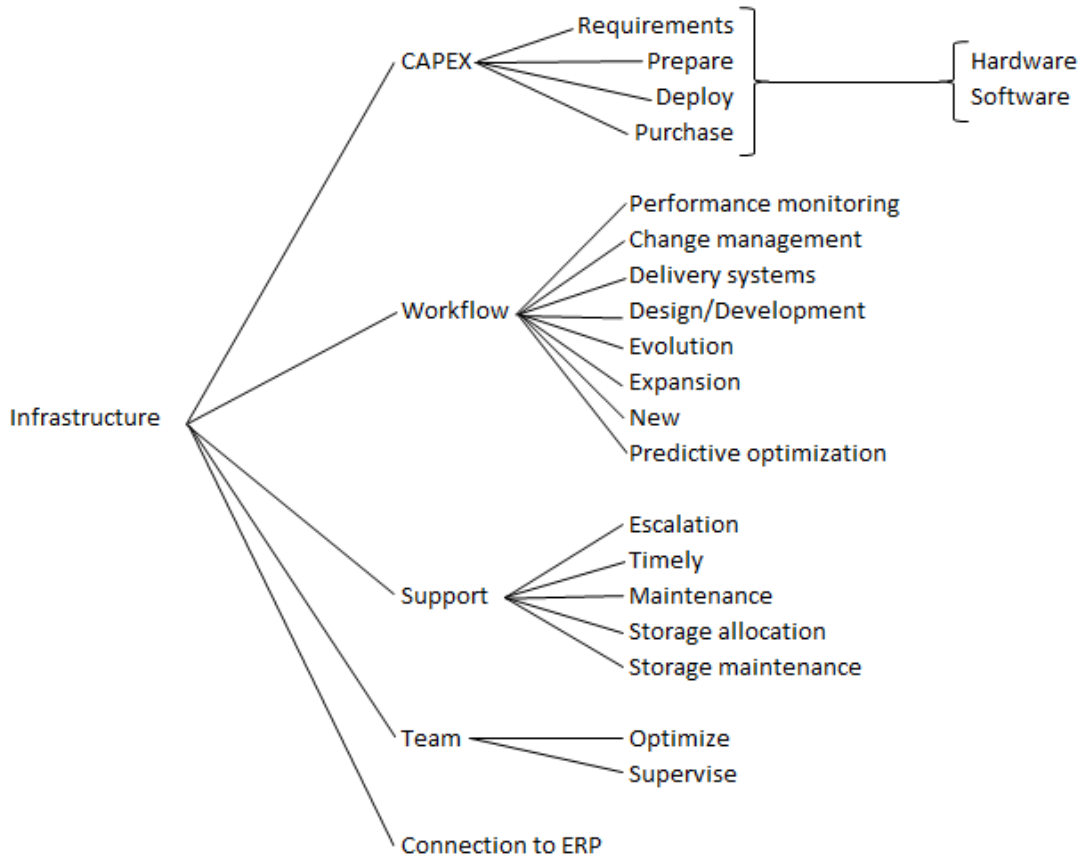 Infrastructure
CAPEX
Requirements
Prepare
Deploy
Purchase
Hardware
Software
Workflow
Performance monitoring
Change management
Delivery systems
Design/Development
Evolution
Expansion
New
Predictive optimization
Support
Escalation
Timely
Maintenance
Storage allocation
Storage maintenance
Team
Optimize
Supervise
Connection to ERP